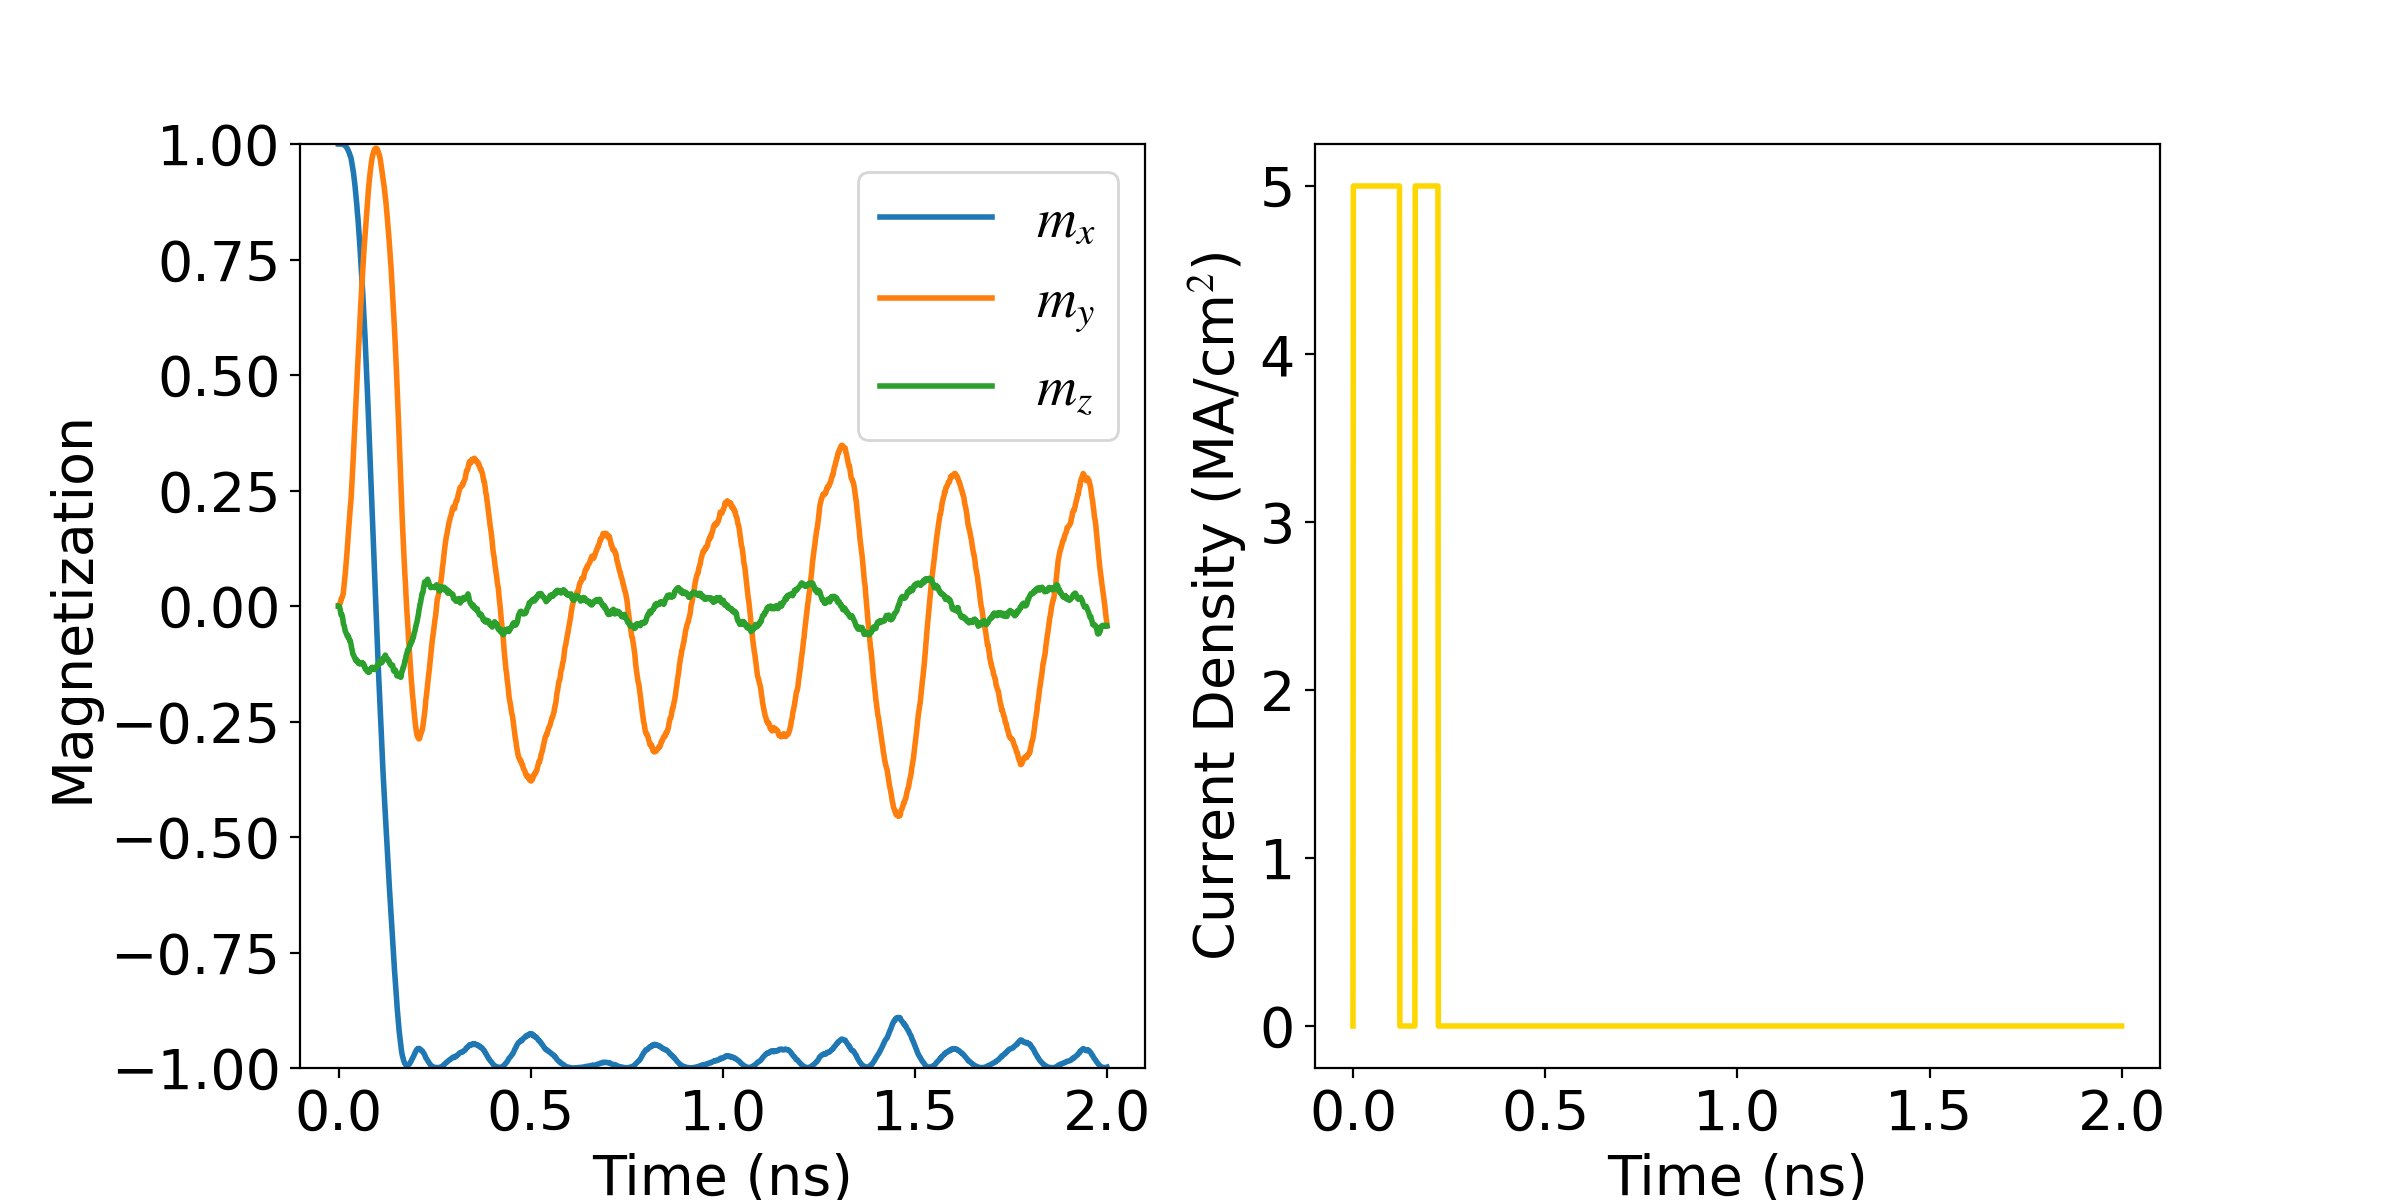 1.00
0.75
0.50
0.25
0.00
−0.25
−0.50
−0.75
−1.00
Magnetization
0.0 0.5 1.0 1.5 2.0
Time (ns)
mₓ
m_y
m_z
5
4
3
2
1
0
Current Density (MA/cm²)
0.0 0.5 1.0 1.5 2.0
Time (ns)